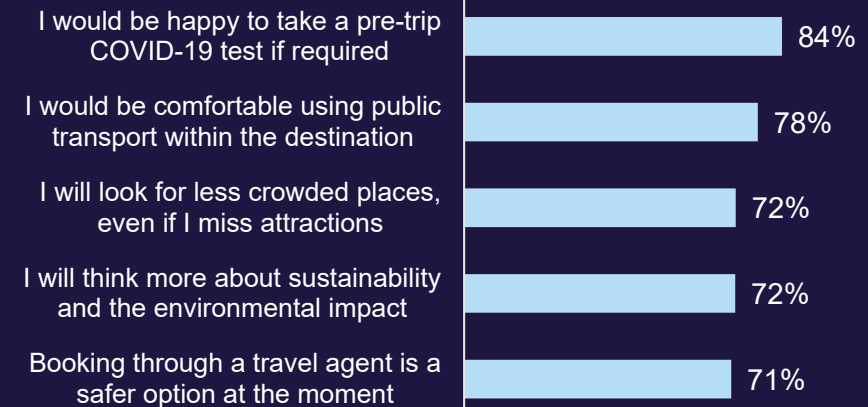 I would be happy to take a pre-trip
COVID-19 test if required
84%
I would be comfortable using public
transport within the destination
78%
I will look for less crowded places,
even if I miss attractions
72%
I will think more about sustainability
and the environmental impact
72%
Booking through a travel agent is a
safer option at the moment
71%